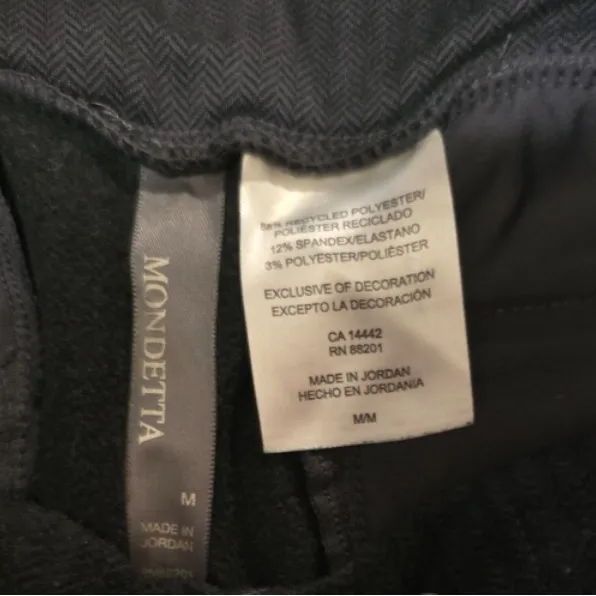 RECYCLED POLYESTER/
POLIÉSTER RECICLADO
12% SPANDEX/ELASTANO
3% POLYESTER/POLIÉSTER
EXCLUSIVE OF DECORATION
EXCEPTO LA DECORACIÓN
CA 14442
RN 88201
MADE IN JORDAN
HECHO EN JORDANIA
M/M
MONDETTA
M
MADE IN
JORDAN